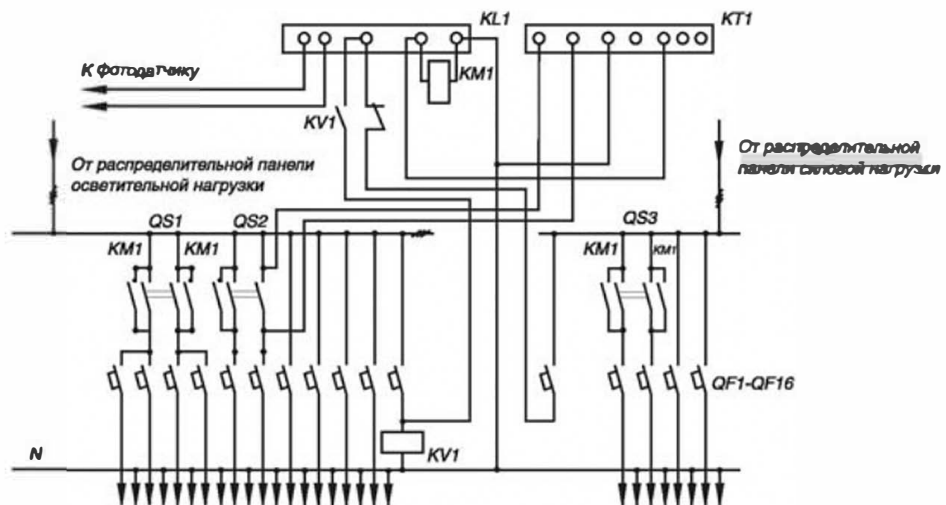 KL1
KT1
К фотодатчику
KM1
KV1
От распределительной панели
осветительной нагрузки
От распределительной
панели силовой нагрузки
QS1
QS2
QS3
KM1
KM1
KM1
KM1
QF1-QF16
N
KV1